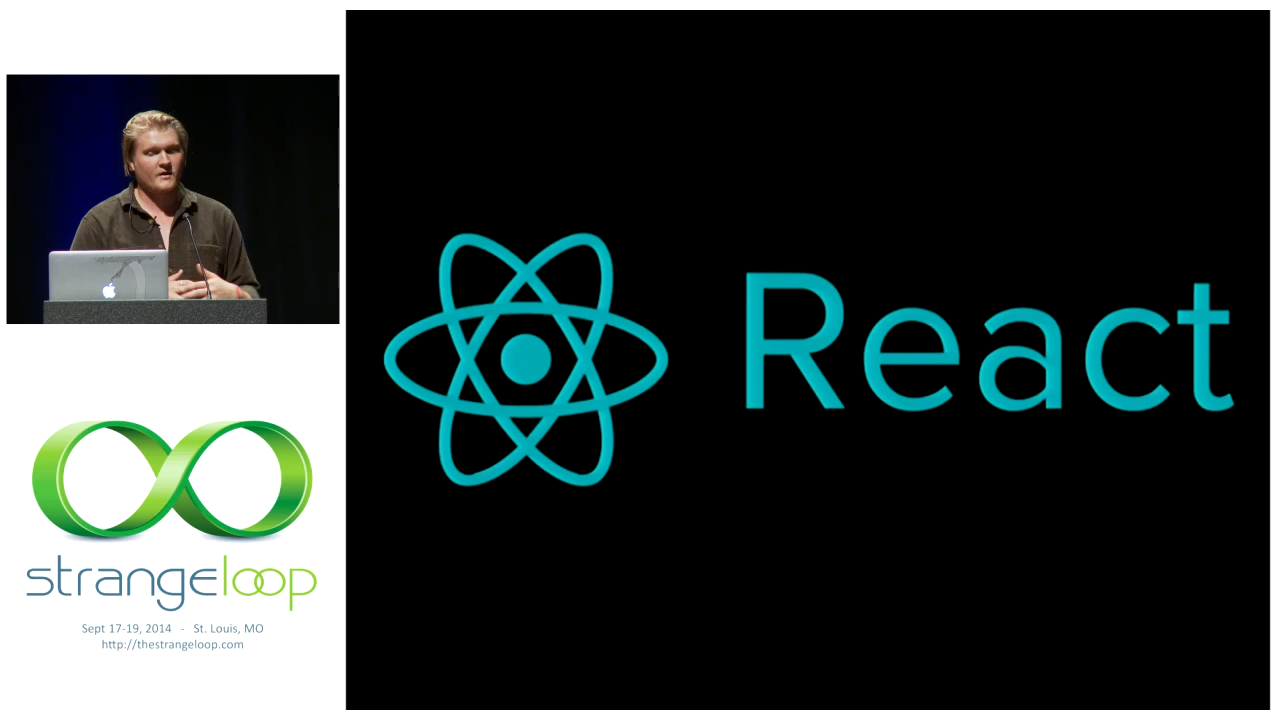 React
strangeloop
Sept 17-19, 2014 - St. Louis, MO
http://thestrangeloop.com